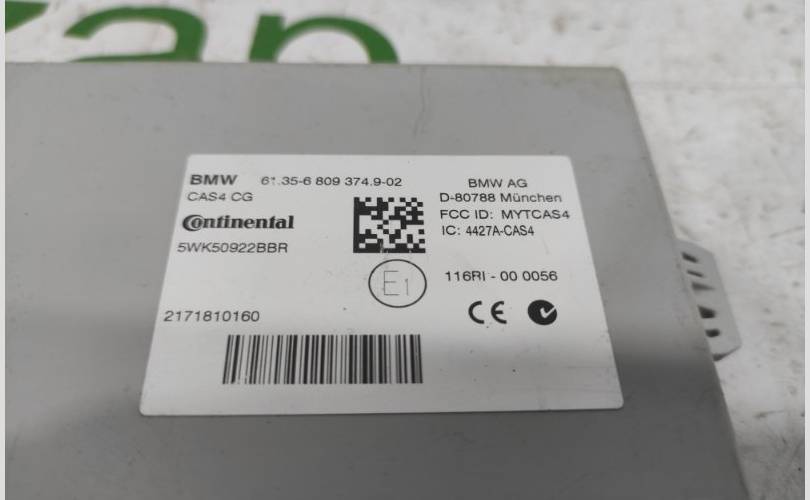 BMW 61.35-6 809 374.9-02
CAS4 CG
Continental
5WK50922BBR
BMW AG
D-80788 München
FCC ID: MYTCAS4
IC: 4427A-CAS4
E1
116RI - 00 0056
CE
2171810160